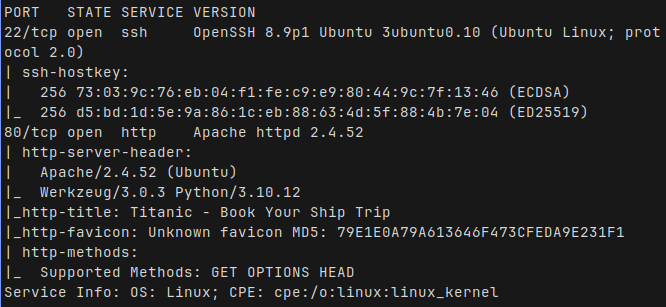 PORT   STATE SERVICE VERSION
22/tcp open  ssh     OpenSSH 8.9p1 Ubuntu 3ubuntu0.10 (Ubuntu Linux; prot
ocol 2.0)
| ssh-hostkey:
|   256 73:03:9c:76:eb:04:f1:fe:c9:e9:80:44:9c:7f:13:46 (ECDSA)
|_  256 d5:bd:1d:5e:9a:86:1c:eb:88:63:4d:5f:88:4b:7e:04 (ED25519)
80/tcp open  http    Apache httpd 2.4.52
| http-server-header:
|   Apache/2.4.52 (Ubuntu)
|_  Werkzeug/3.0.3 Python/3.10.12
|_http-title: Titanic - Book Your Ship Trip
|_http-favicon: Unknown favicon MD5: 79E1E0A79A613646F473CFEDA9E231F1
| http-methods:
|_  Supported Methods: GET OPTIONS HEAD
Service Info: OS: Linux; CPE: cpe:/o:linux:linux_kernel